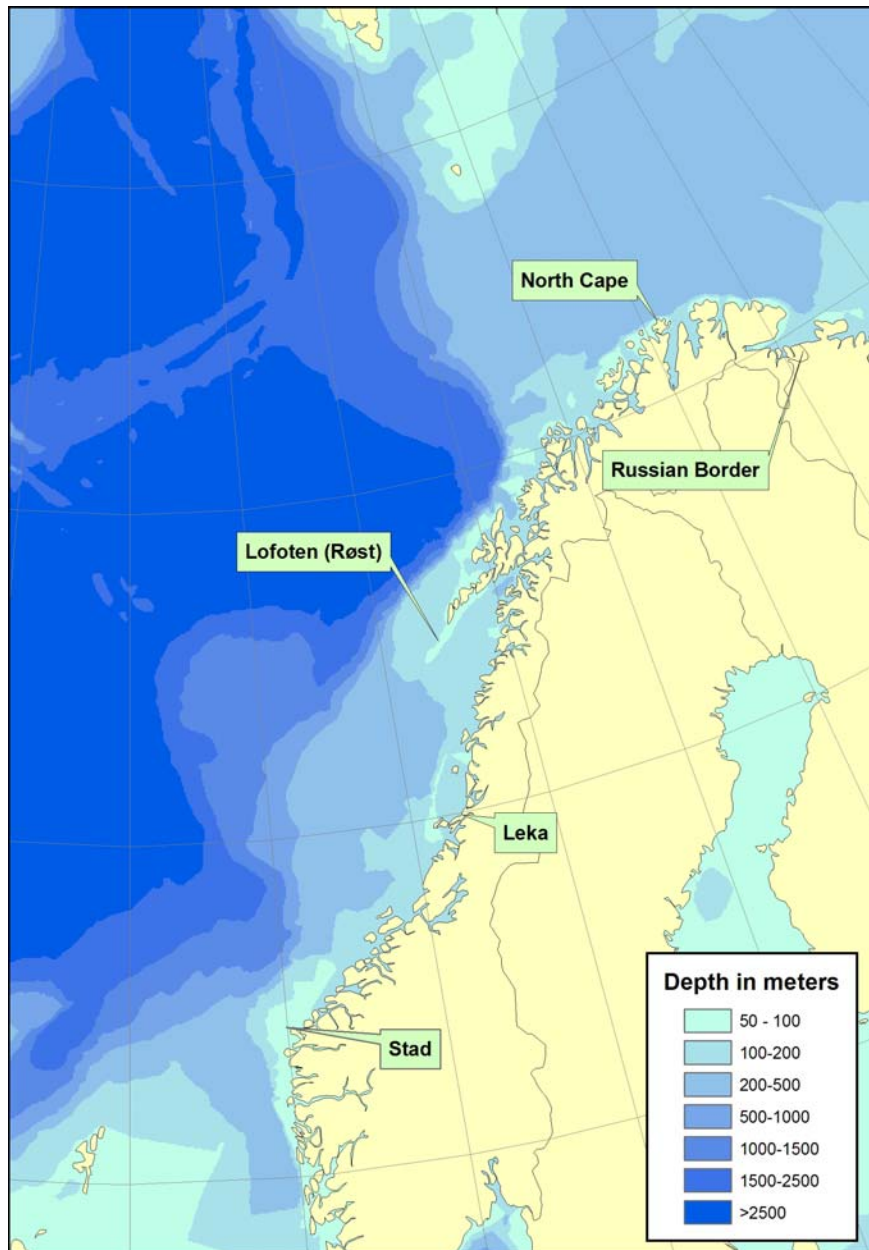 North Cape
Russian Border
Lofoten (Røst)
Leka
Stad
Depth in meters
50 - 100
100-200
200-500
500-1000
1000-1500
1500-2500
>2500